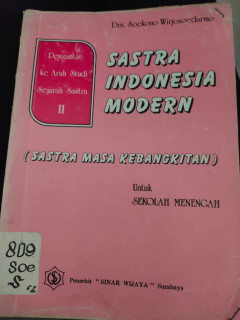 Drs. Soekono Wirjosoedarmo
Pengantar
ke Arah Studi
Sejarah Sastra
II
SASTRA
INDONESIA
MODERN
(SASTRA MASA KEBANGKITAN)
Untuk
SEKOLAH MENENGAH
809
Soe
S c2
Penerbit "SINAR WIJAYA" Surabaya